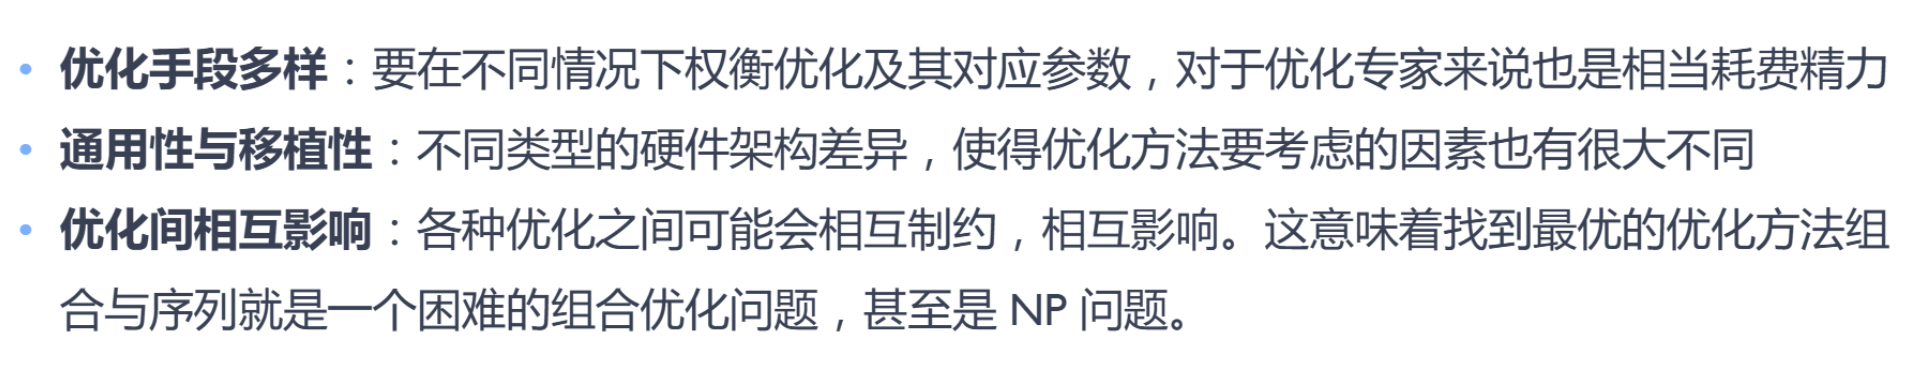 • 优化手段多样：要在不同情况下权衡优化及其对应参数，对于优化专家来说也是相当耗费精力
• 通用性与移植性：不同类型的硬件架构差异，使得优化方法要考虑的因素也有很大不同
• 优化间相互影响：各种优化之间可能会相互制约，相互影响。这意味着找到最优的优化方法组
合与序列就是一个困难的组合优化问题，甚至是 NP 问题。